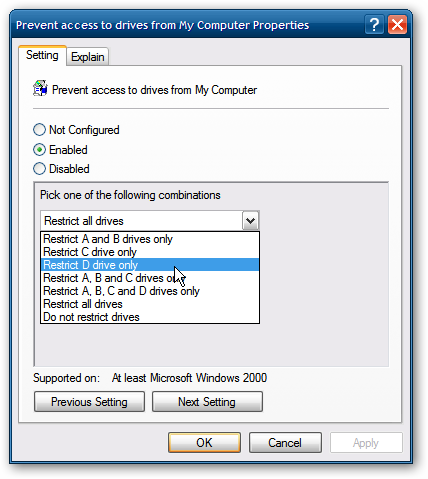 Prevent access to drives from My Computer Properties
Setting
Explain
Prevent access to drives from My Computer
Not Configured
Enabled
Disabled
Pick one of the following combinations
Restrict all drives
Restrict A and B drives only
Restrict C drive only
Restrict D drive only
Restrict A, B and C drives only
Restrict A, B, C and D drives only
Restrict all drives
Do not restrict drives
Supported on: At least Microsoft Windows 2000
Previous Setting
Next Setting
OK
Cancel
Apply